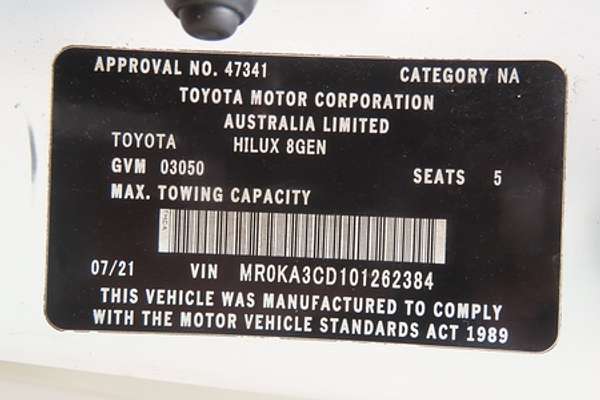 APPROVAL NO. 47341 CATEGORY NA
TOYOTA MOTOR CORPORATION
AUSTRALIA LIMITED
TOYOTA HILUX 8GEN
GVM 03050 SEATS 5
MAX. TOWING CAPACITY
07/21 VIN MR0KA3CD101262384
THIS VEHICLE WAS MANUFACTURED TO COMPLY
WITH THE MOTOR VEHICLE STANDARDS ACT 1989